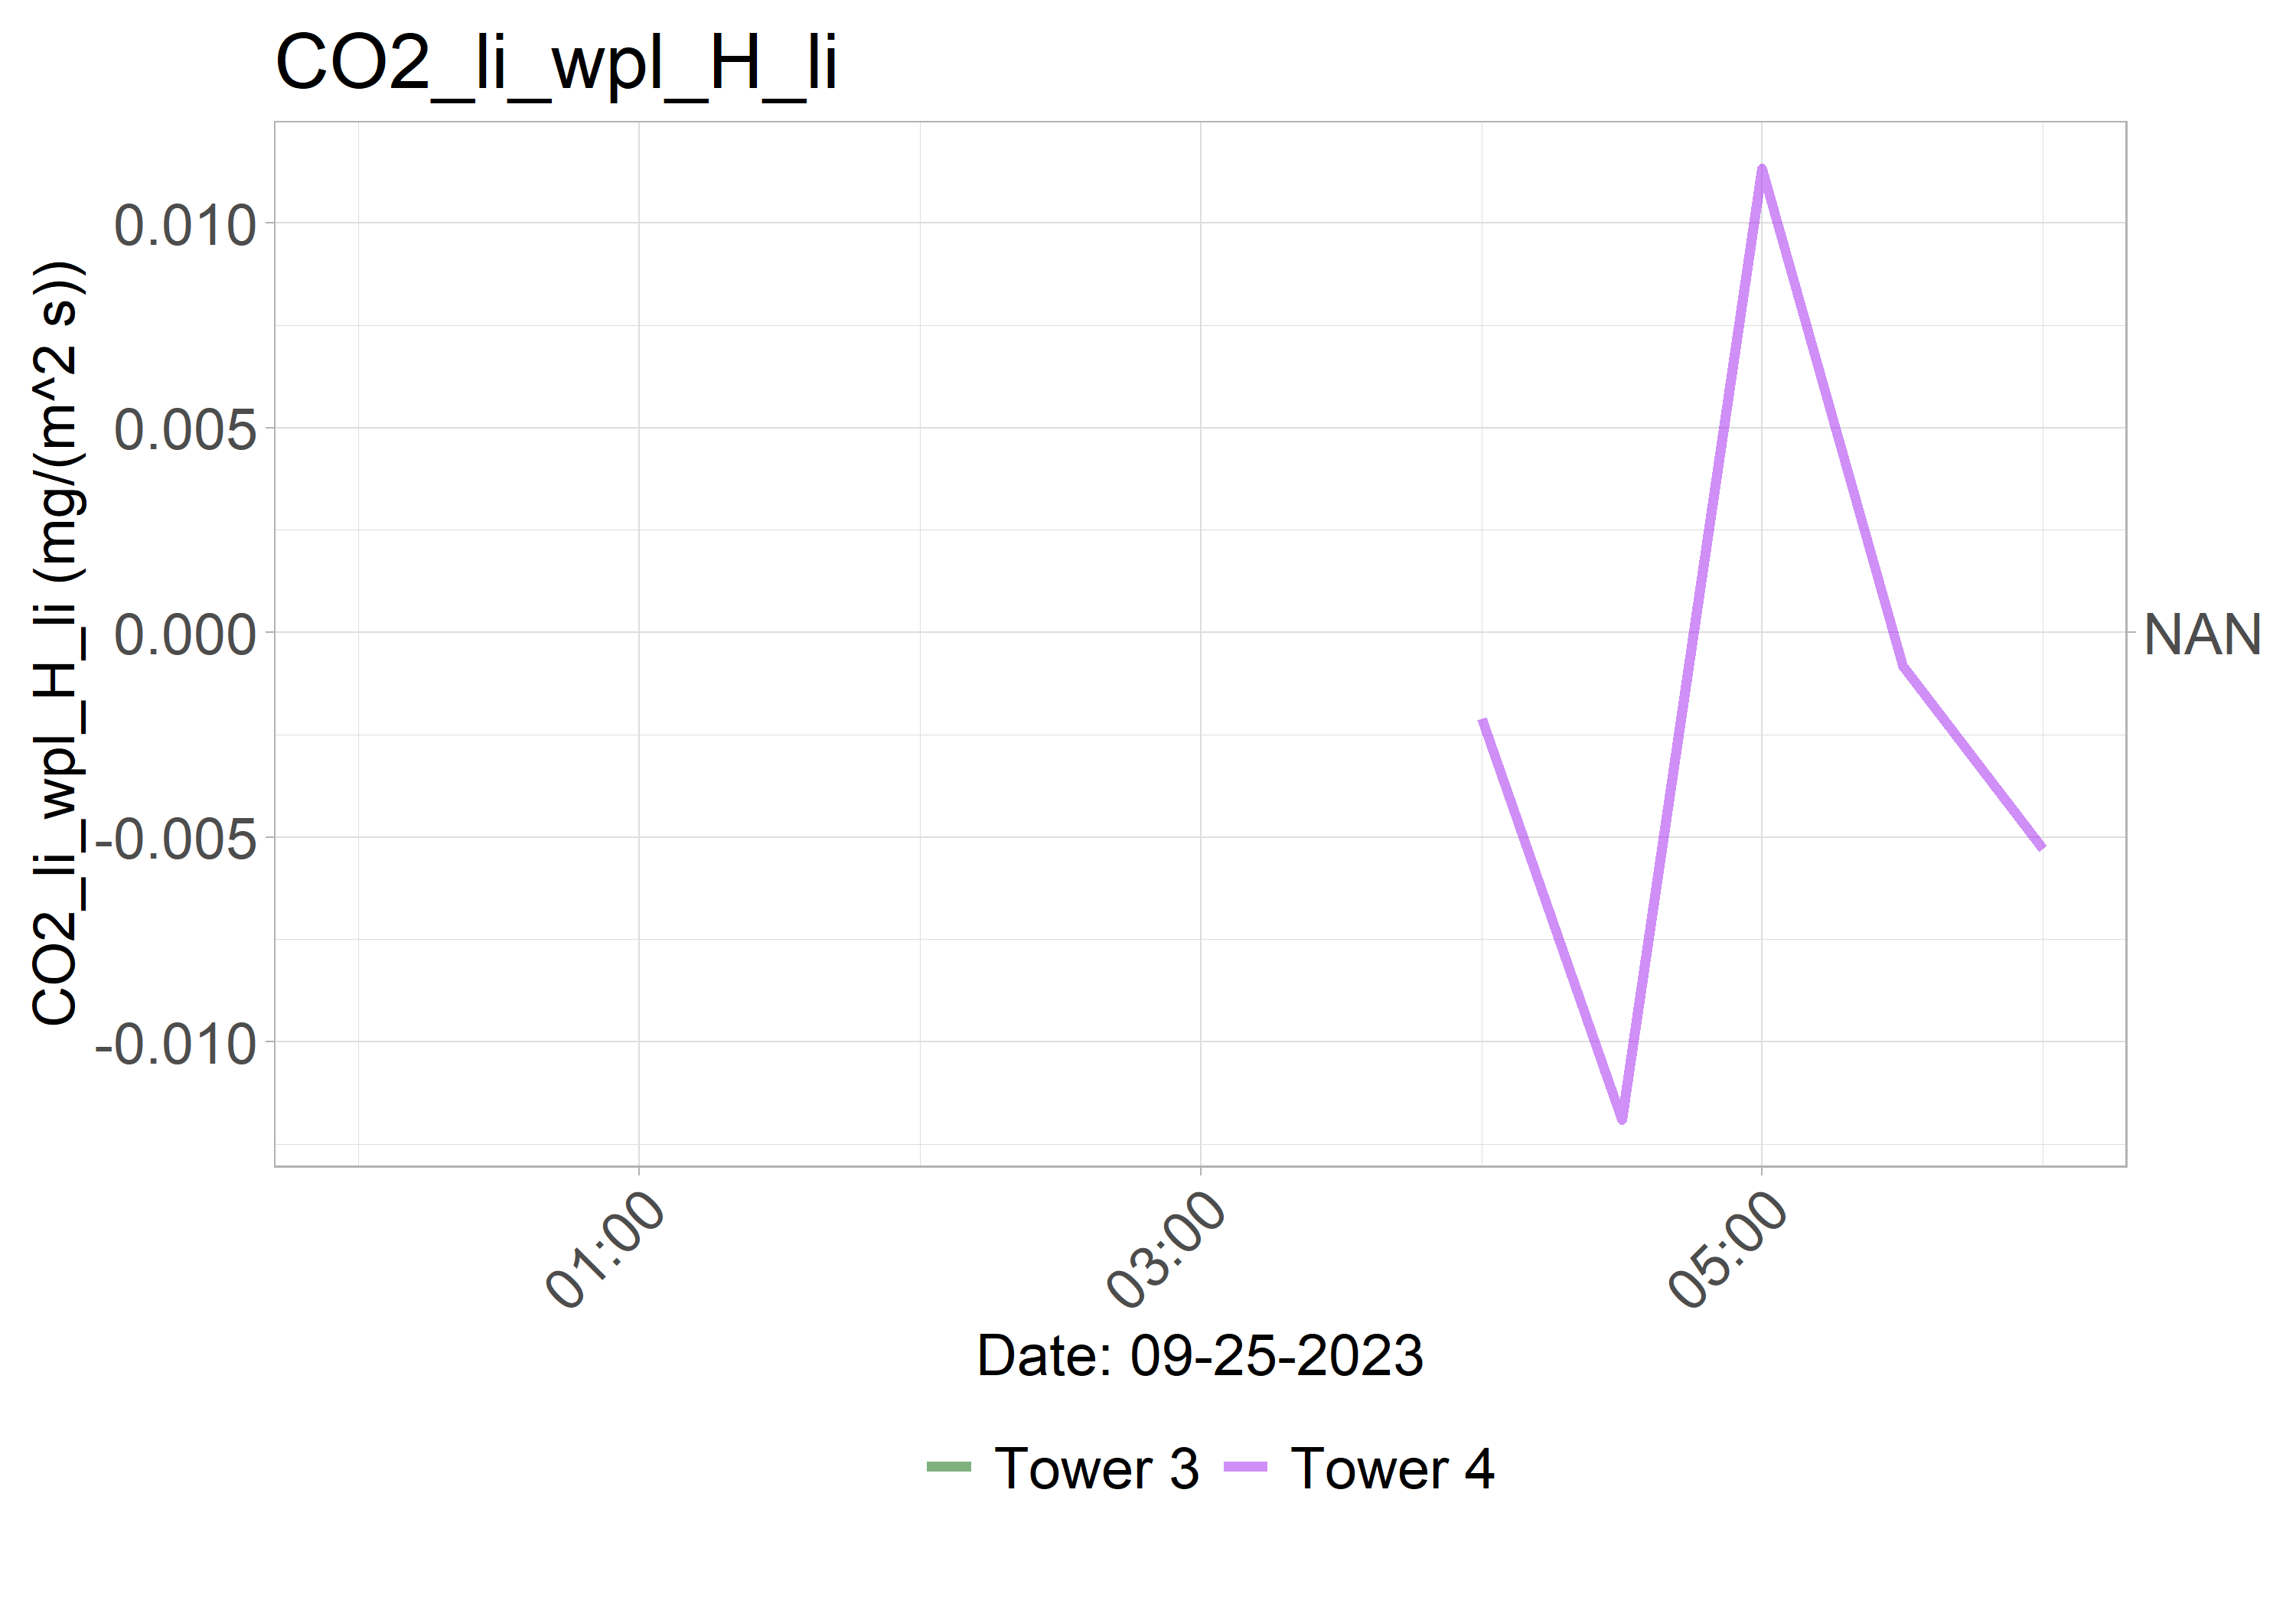 CO2_li_wpl_H_li
CO2_li_wpl_H_li (mg/(m^2 s))
0.010
0.005
0.000
-0.005
-0.010
NAN
01:00
03:00
05:00
Date: 09-25-2023
Tower 3
Tower 4